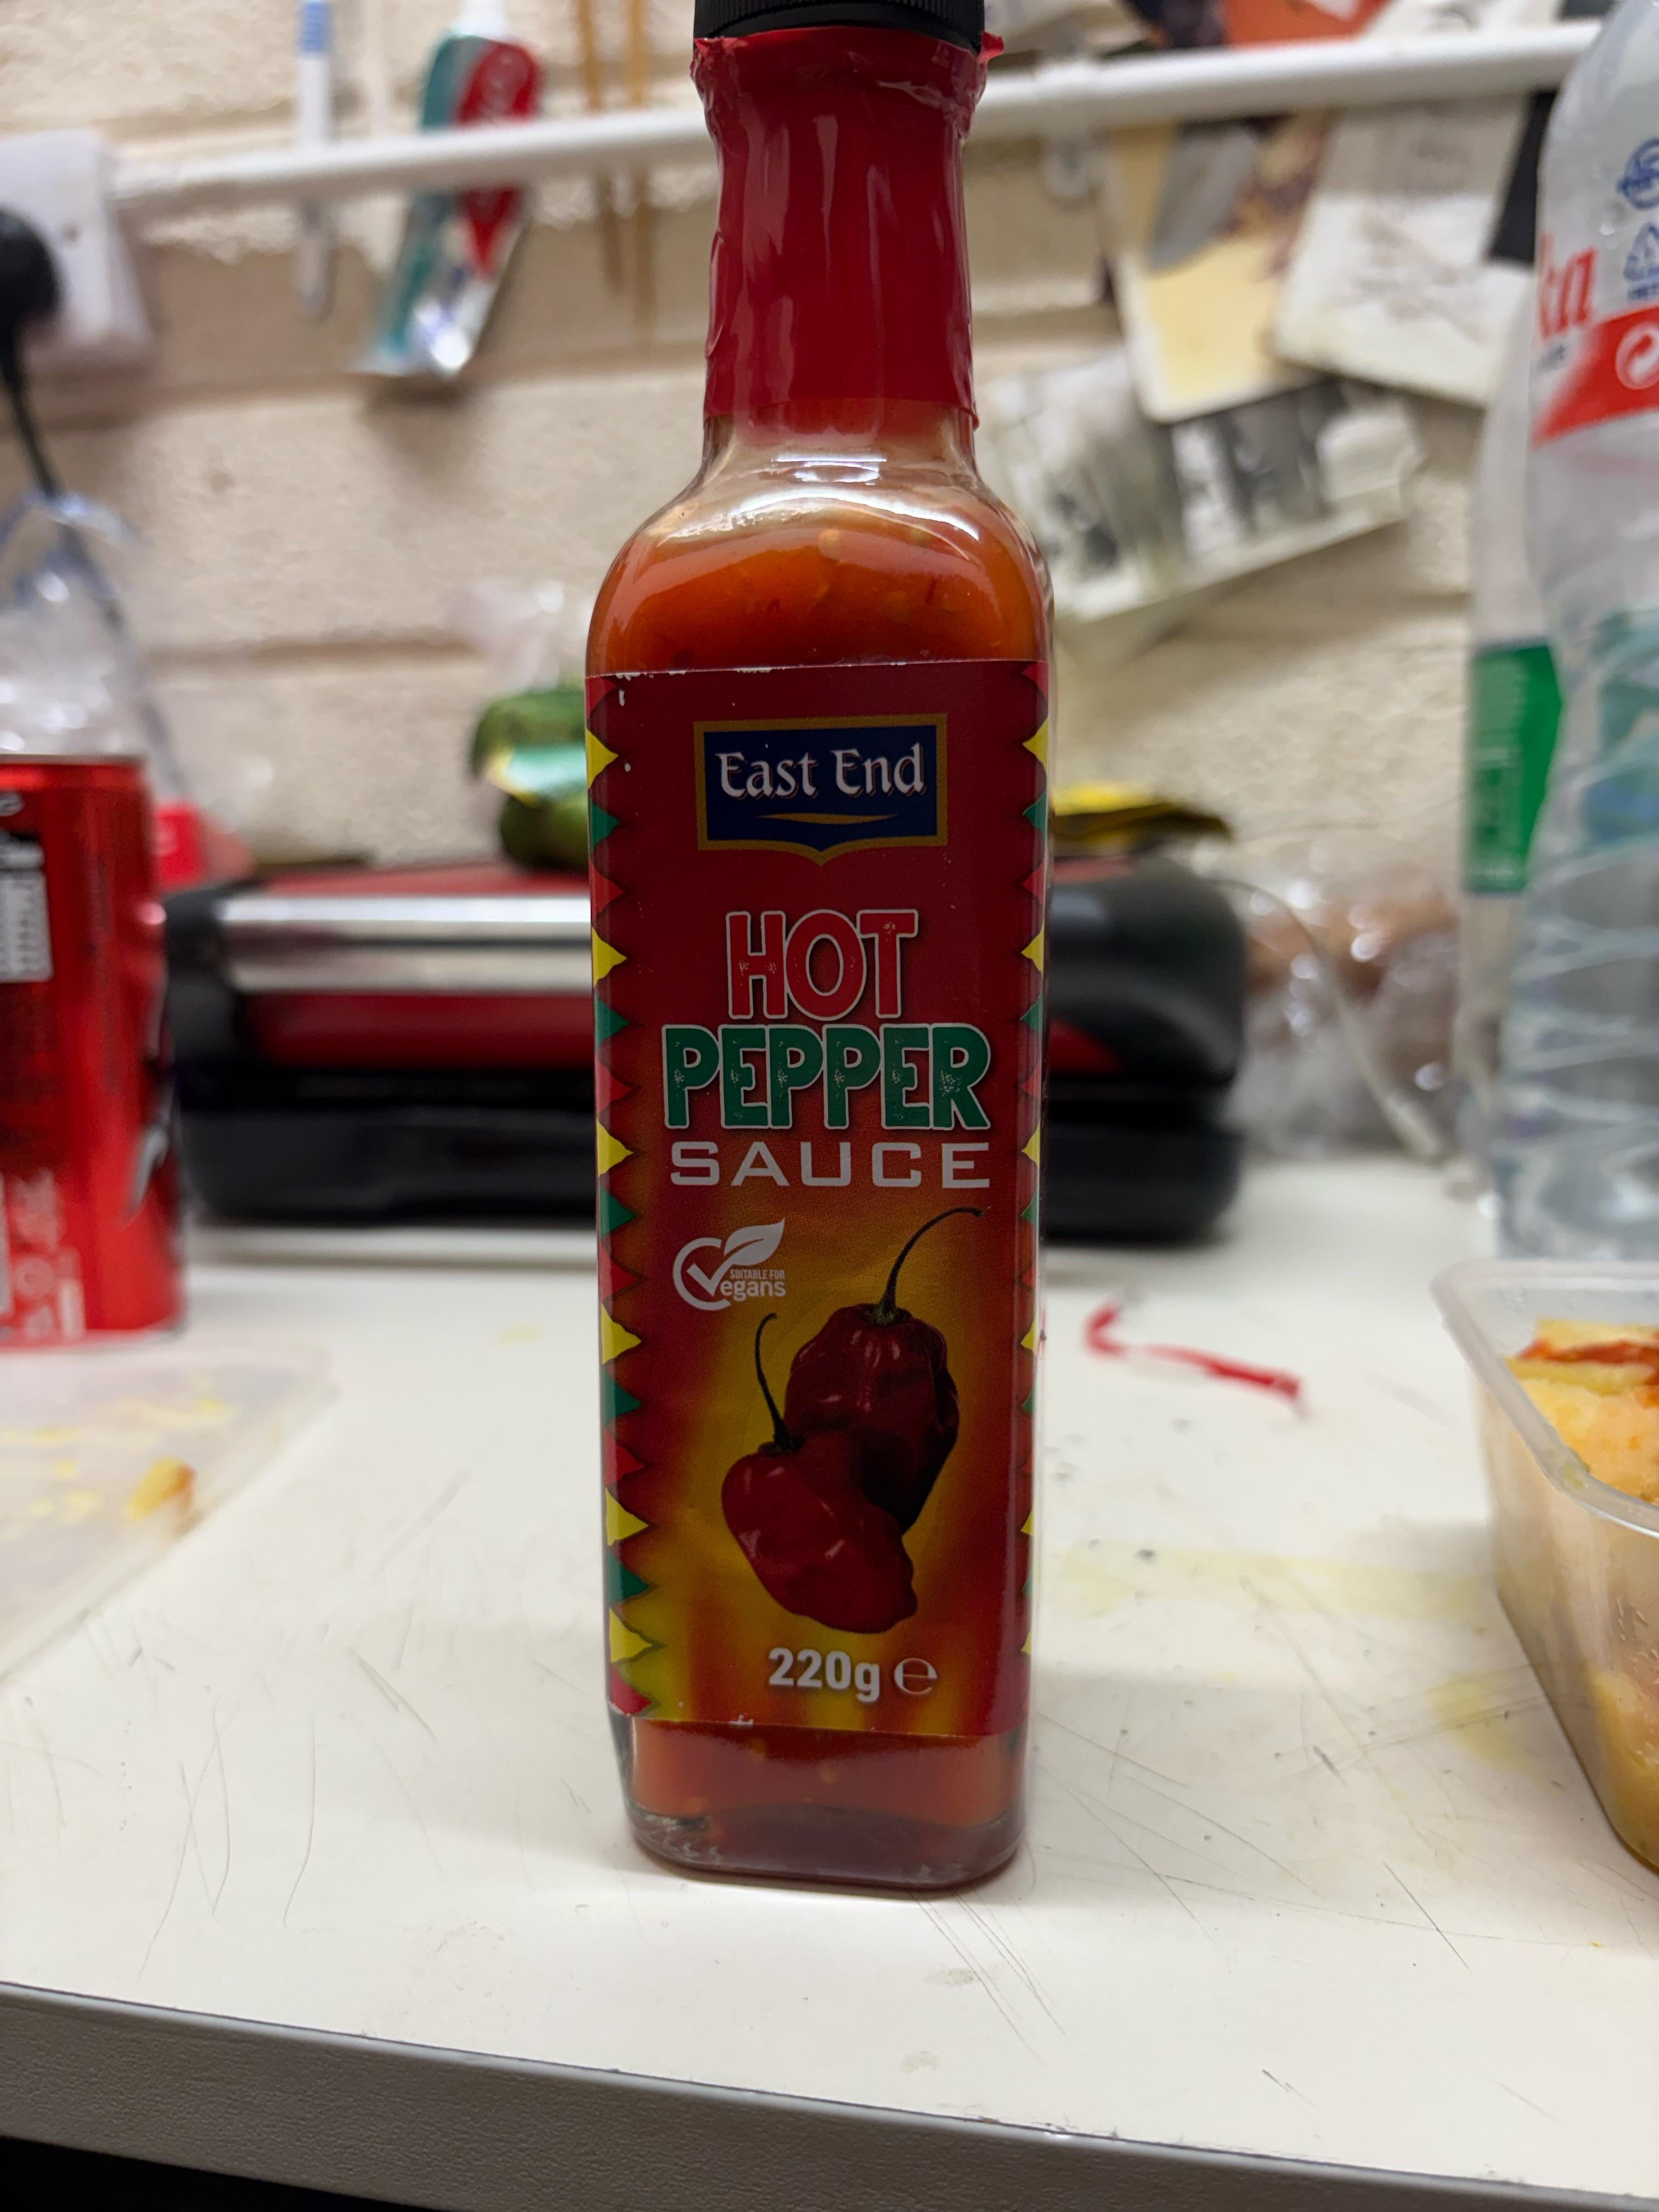 East End
HOT
PEPPER
SAUCE
SUITABLE FOR
Vegans
220g e